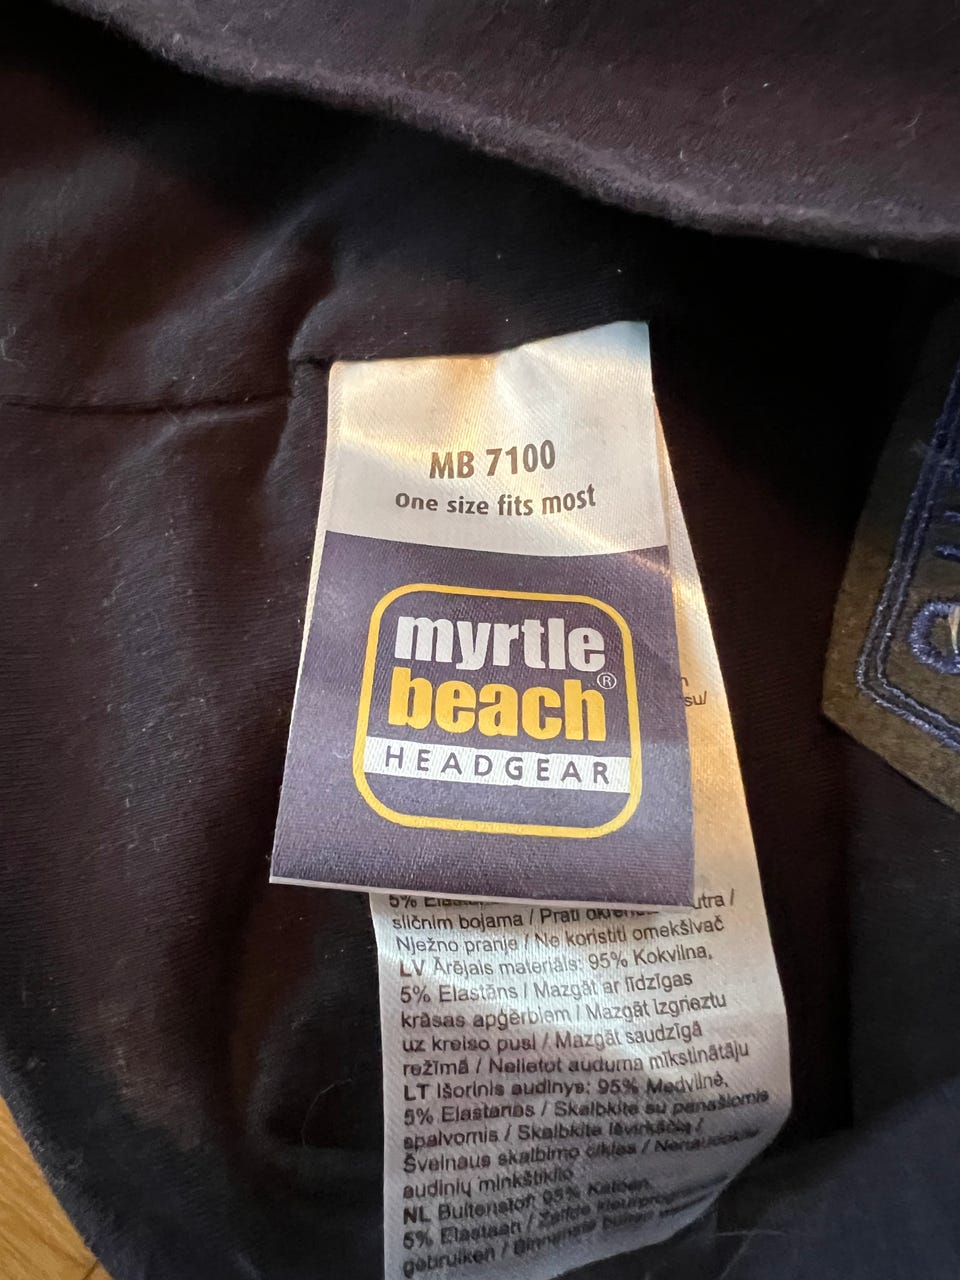 MB 7100
one size fits most
myrtle
beach®
HEADGEAR
su/
5% utra /
sličnim bojama / Prati
Nježno pranje / Ne koristiti omekšivač
LV Ārējais materiāls: 95% Kokvilna,
5% Elastāns / Mazgāt ar līdzīgas
krāsas apģērbiem / Mazgāt izgrieztu
uz kreiso pusi / Mazgāt saudzīgā
režīmā / Nelietot auduma mīkstinātāju
LT Išorinis audinys: 95% Medvilnė,
5% Elastanas / Skalbkite su panašiomis
spalvomis / Skalbkite išvirkščią /
Švelnaus skalbimo ciklas /
audinių minkštiklio
NL Buitenstof: 95% Katoen,
5% Elastaan /
gebruiken /